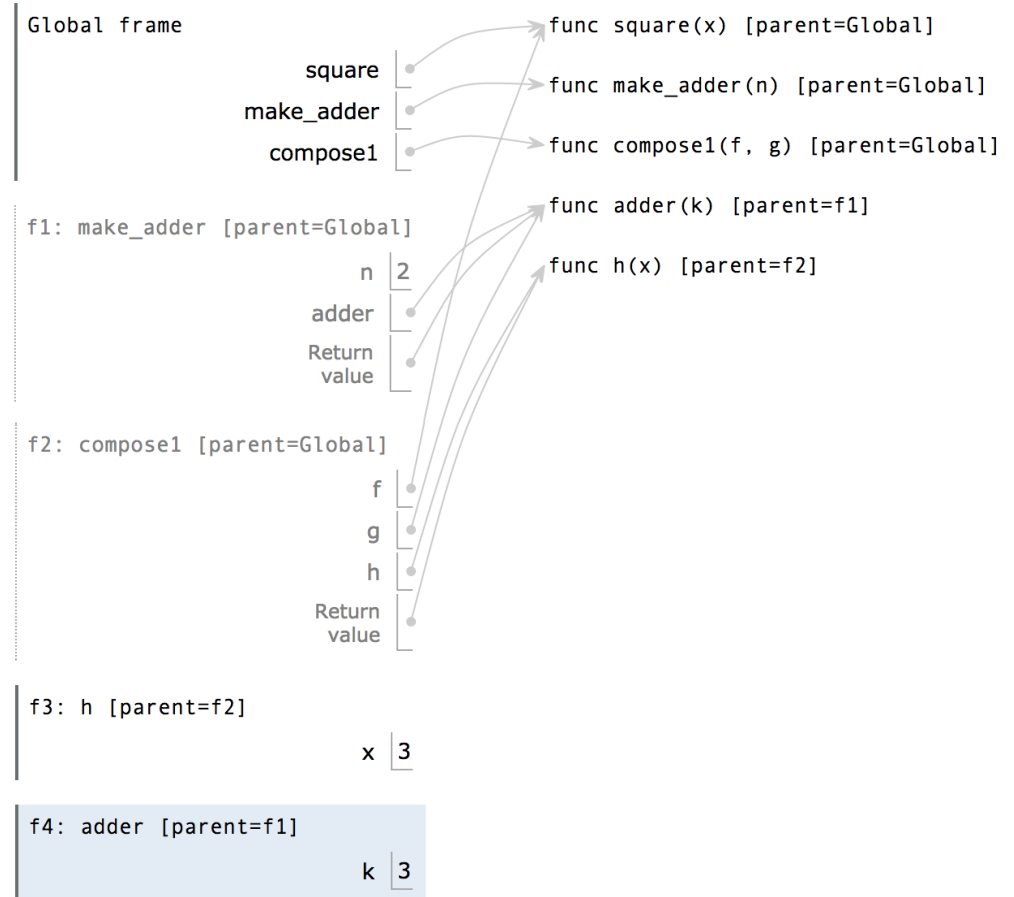 Global frame
square
make_adder
compose1
func square(x) [parent=Global]
func make_adder(n) [parent=Global]
func compose1(f, g) [parent=Global]
func adder(k) [parent=f1]
func h(x) [parent=f2]
f1: make_adder [parent=Global]
n 2
adder
Return
value
f2: compose1 [parent=Global]
f
g
h
Return
value
f3: h [parent=f2]
x 3
f4: adder [parent=f1]
k 3